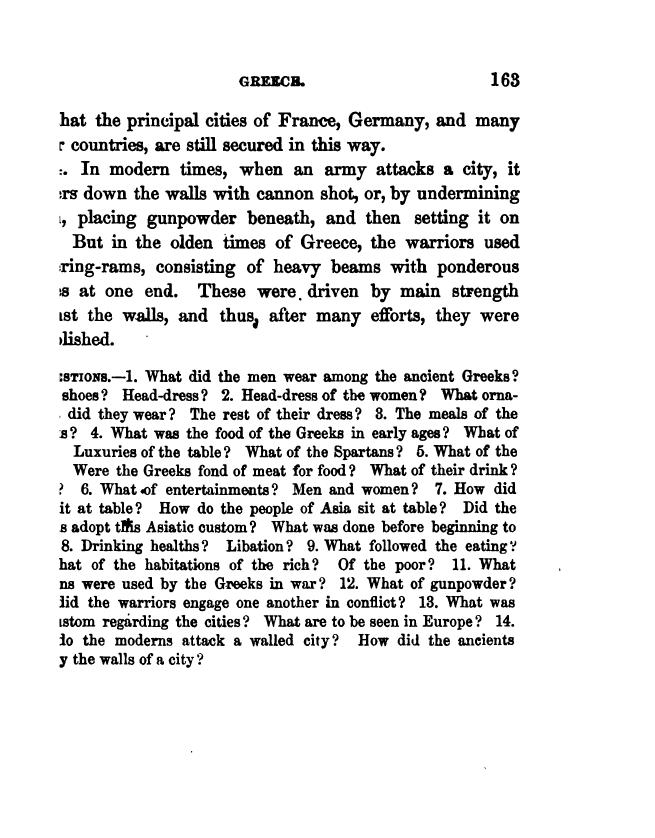 GREECE. 163
hat the principal cities of France, Germany, and many
r countries, are still secured in this way.
. In modern times, when an army attacks a city, it
rs down the walls with cannon shot, or, by undermining
, placing gunpowder beneath, and then setting it on
But in the olden times of Greece, the warriors used
ring-rams, consisting of heavy beams with ponderous
s at one end. These were driven by main strength
st the walls, and thus, after many efforts, they were
lished.
STIONS.—1. What did the men wear among the ancient Greeks?
shoes? Head-dress? 2. Head-dress of the women? What orna-
did they wear? The rest of their dress? 3. The meals of the
s? 4. What was the food of the Greeks in early ages? What of
Luxuries of the table? What of the Spartans? 5. What of the
Were the Greeks fond of meat for food? What of their drink?
? 6. What of entertainments? Men and women? 7. How did
it at table? How do the people of Asia sit at table? Did the
s adopt this Asiatic custom? What was done before beginning to
8. Drinking healths? Libation? 9. What followed the eating?
hat of the habitations of the rich? Of the poor? 11. What
ns were used by the Greeks in war? 12. What of gunpowder?
did the warriors engage one another in conflict? 13. What was
stom regarding the cities? What are to be seen in Europe? 14.
do the moderns attack a walled city? How did the ancients
y the walls of a city?